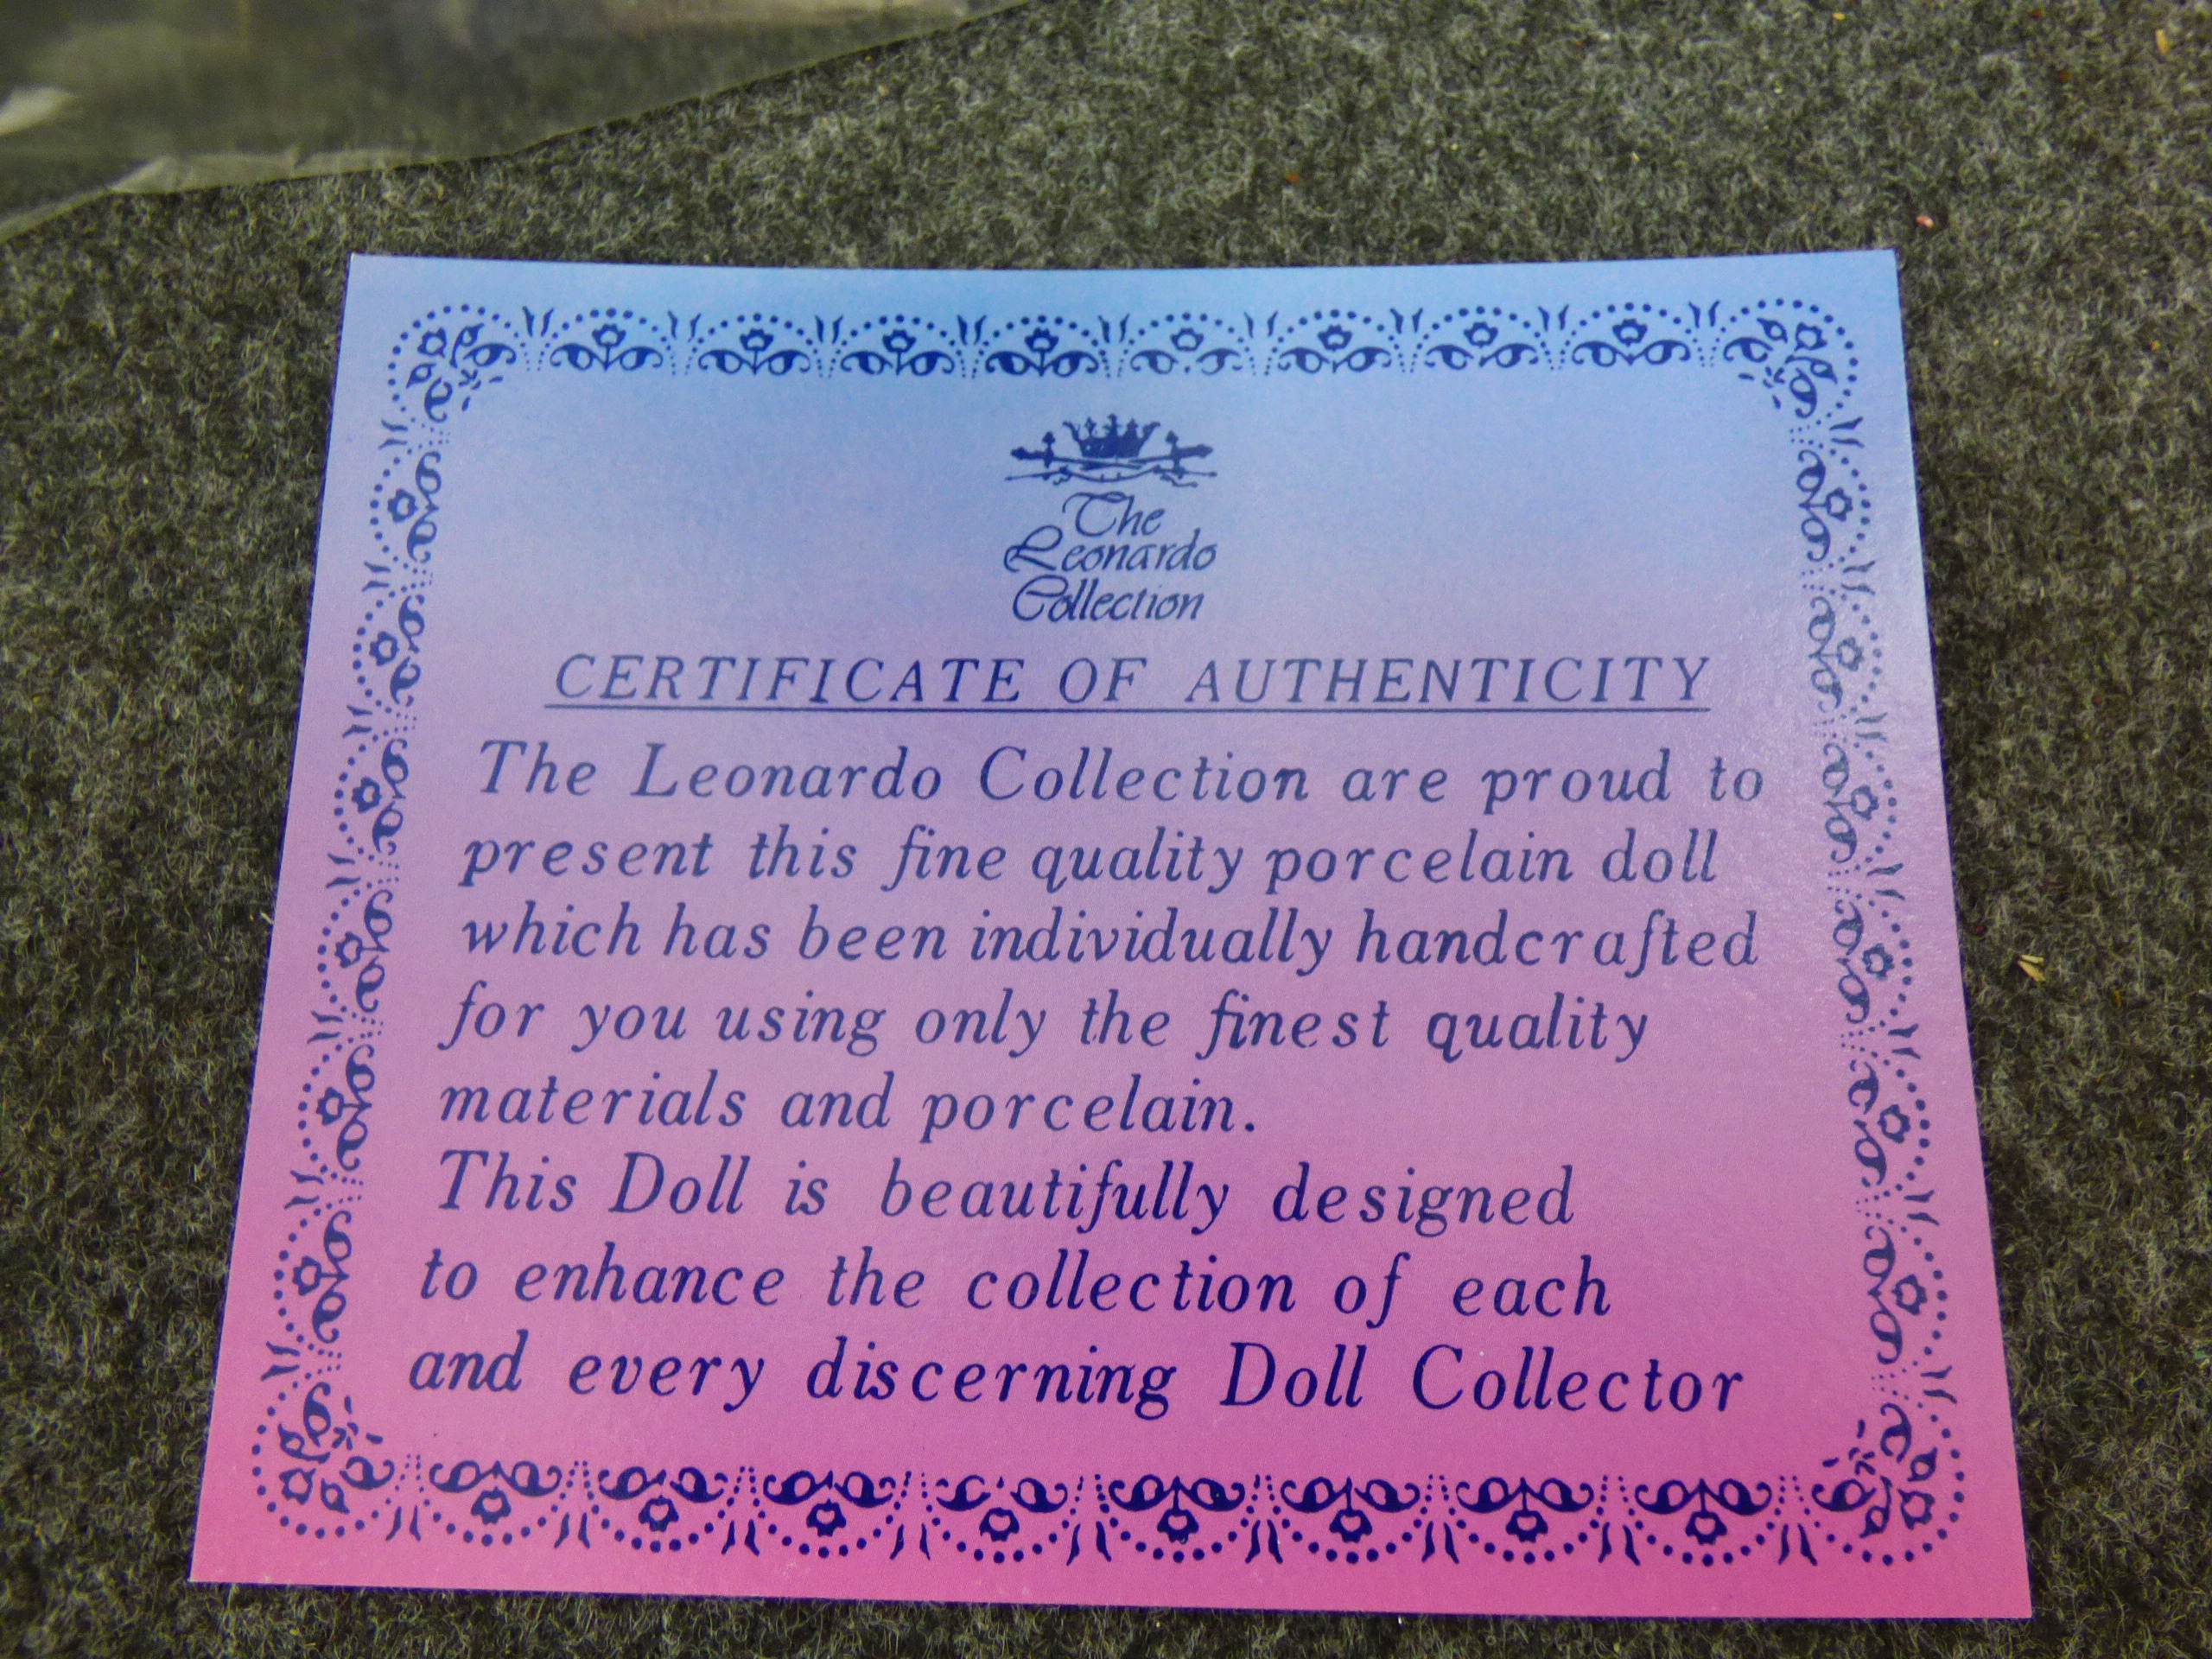 The
Leonardo
Collection
CERTIFICATE OF AUTHENTICITY
The Leonardo Collection are proud to
present this fine quality porcelain doll
which has been individually handcrafted
for you using only the finest quality
materials and porcelain.
This Doll is beautifully designed
to enhance the collection of each
and every discerning Doll Collector